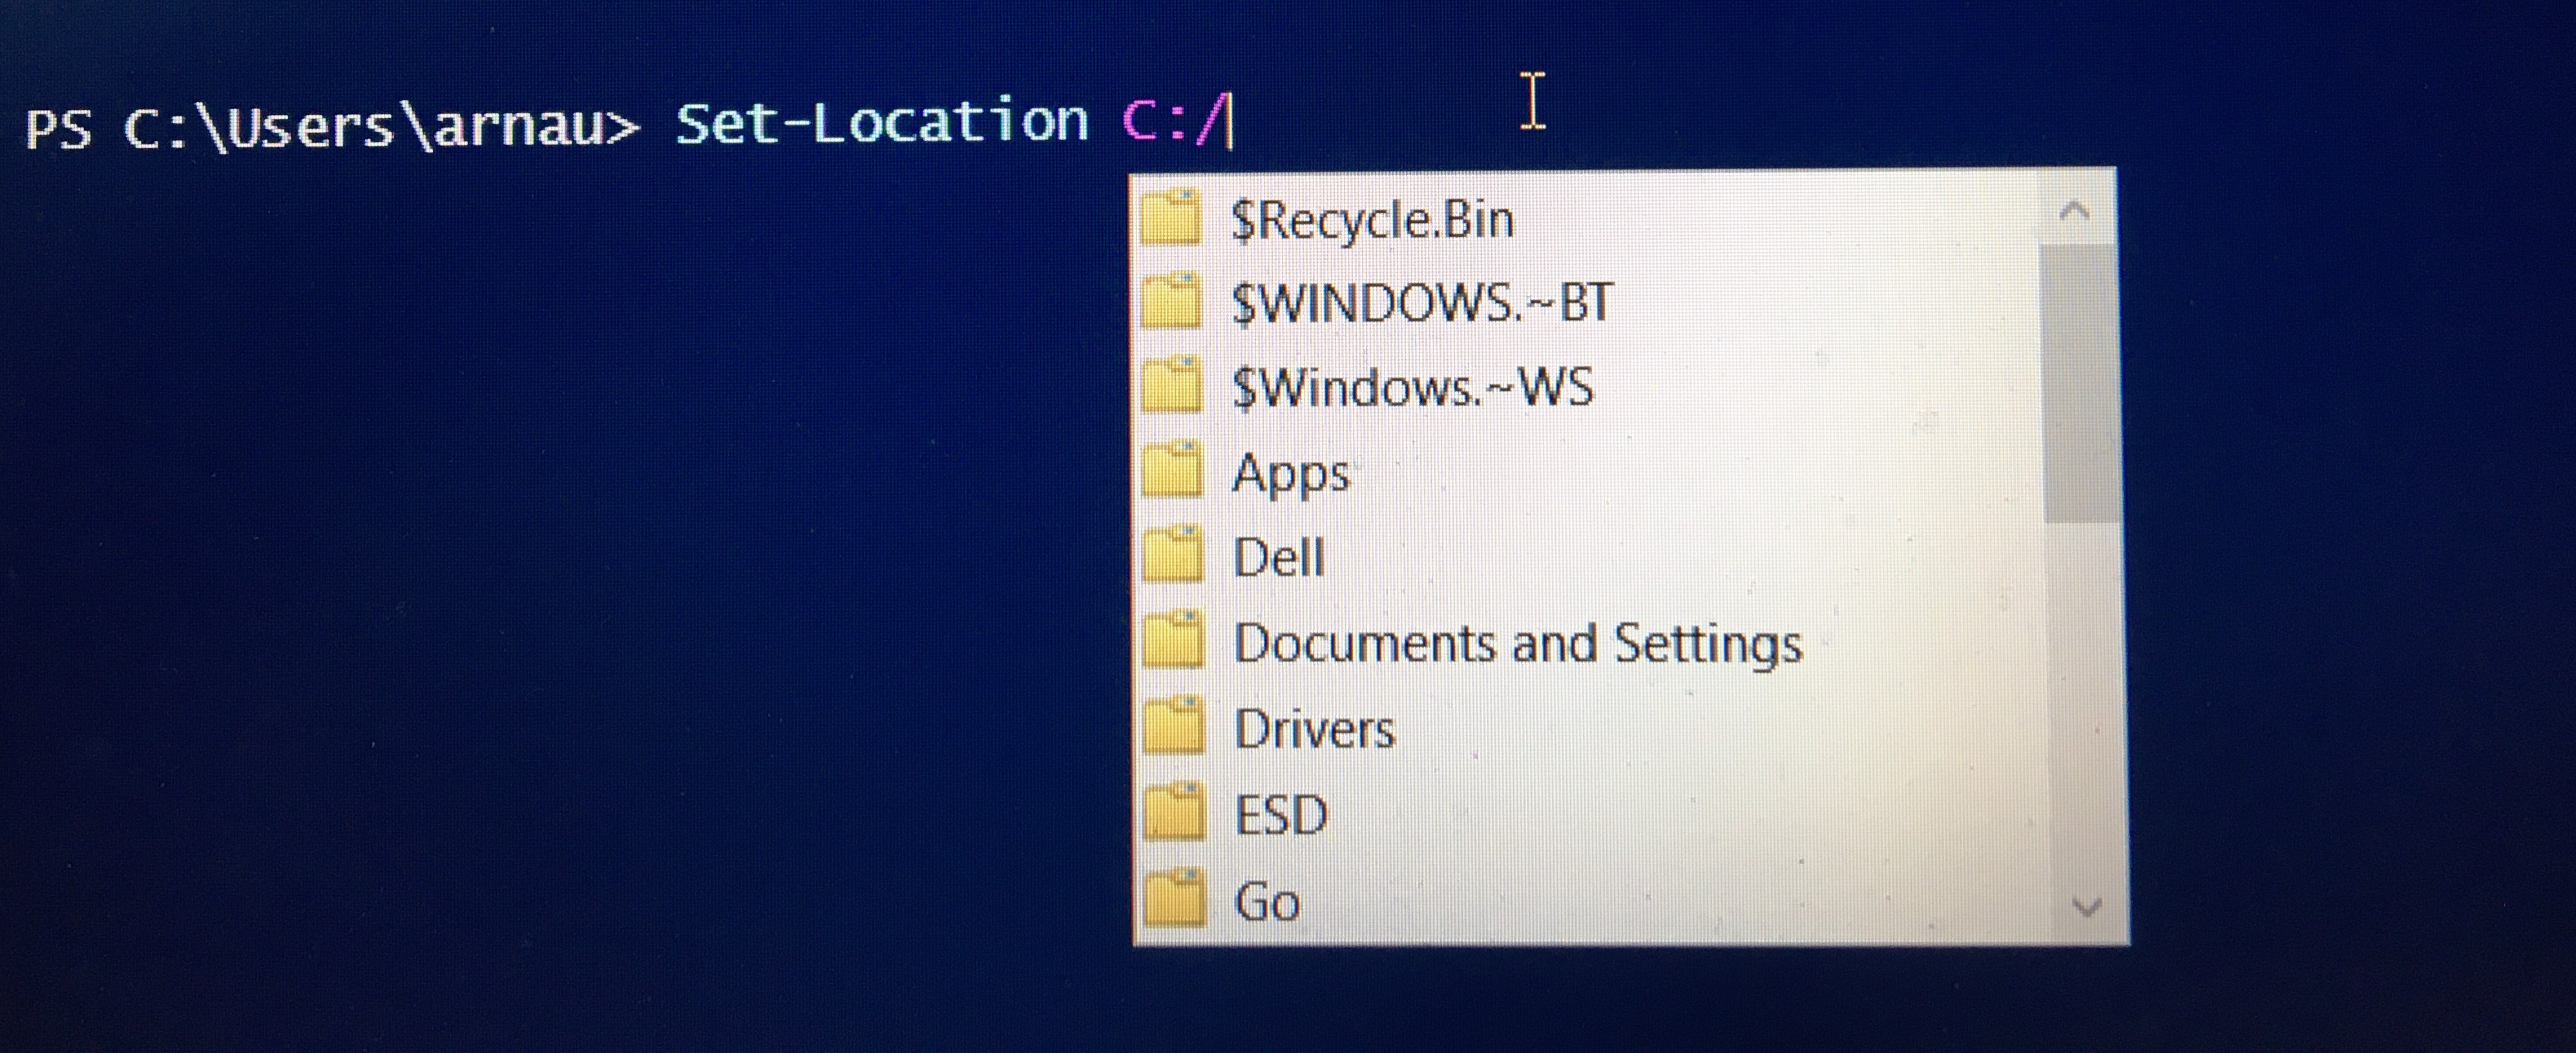 PS C:\Users\arnau> Set-Location C:/
$Recycle.Bin
$WINDOWS.~BT
$Windows.~WS
Apps
Dell
Documents and Settings
Drivers
ESD
Go